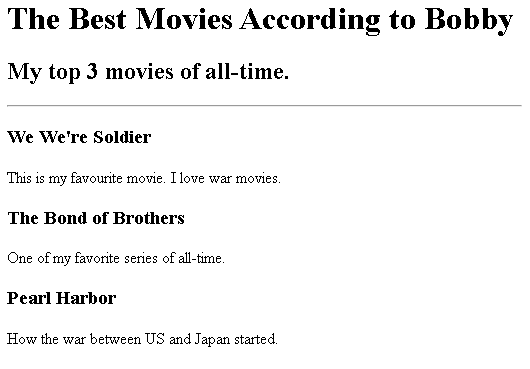 The Best Movies According to Bobby
My top 3 movies of all-time.
We We're Soldier
This is my favourite movie. I love war movies.
The Bond of Brothers
One of my favorite series of all-time.
Pearl Harbor
How the war between US and Japan started.